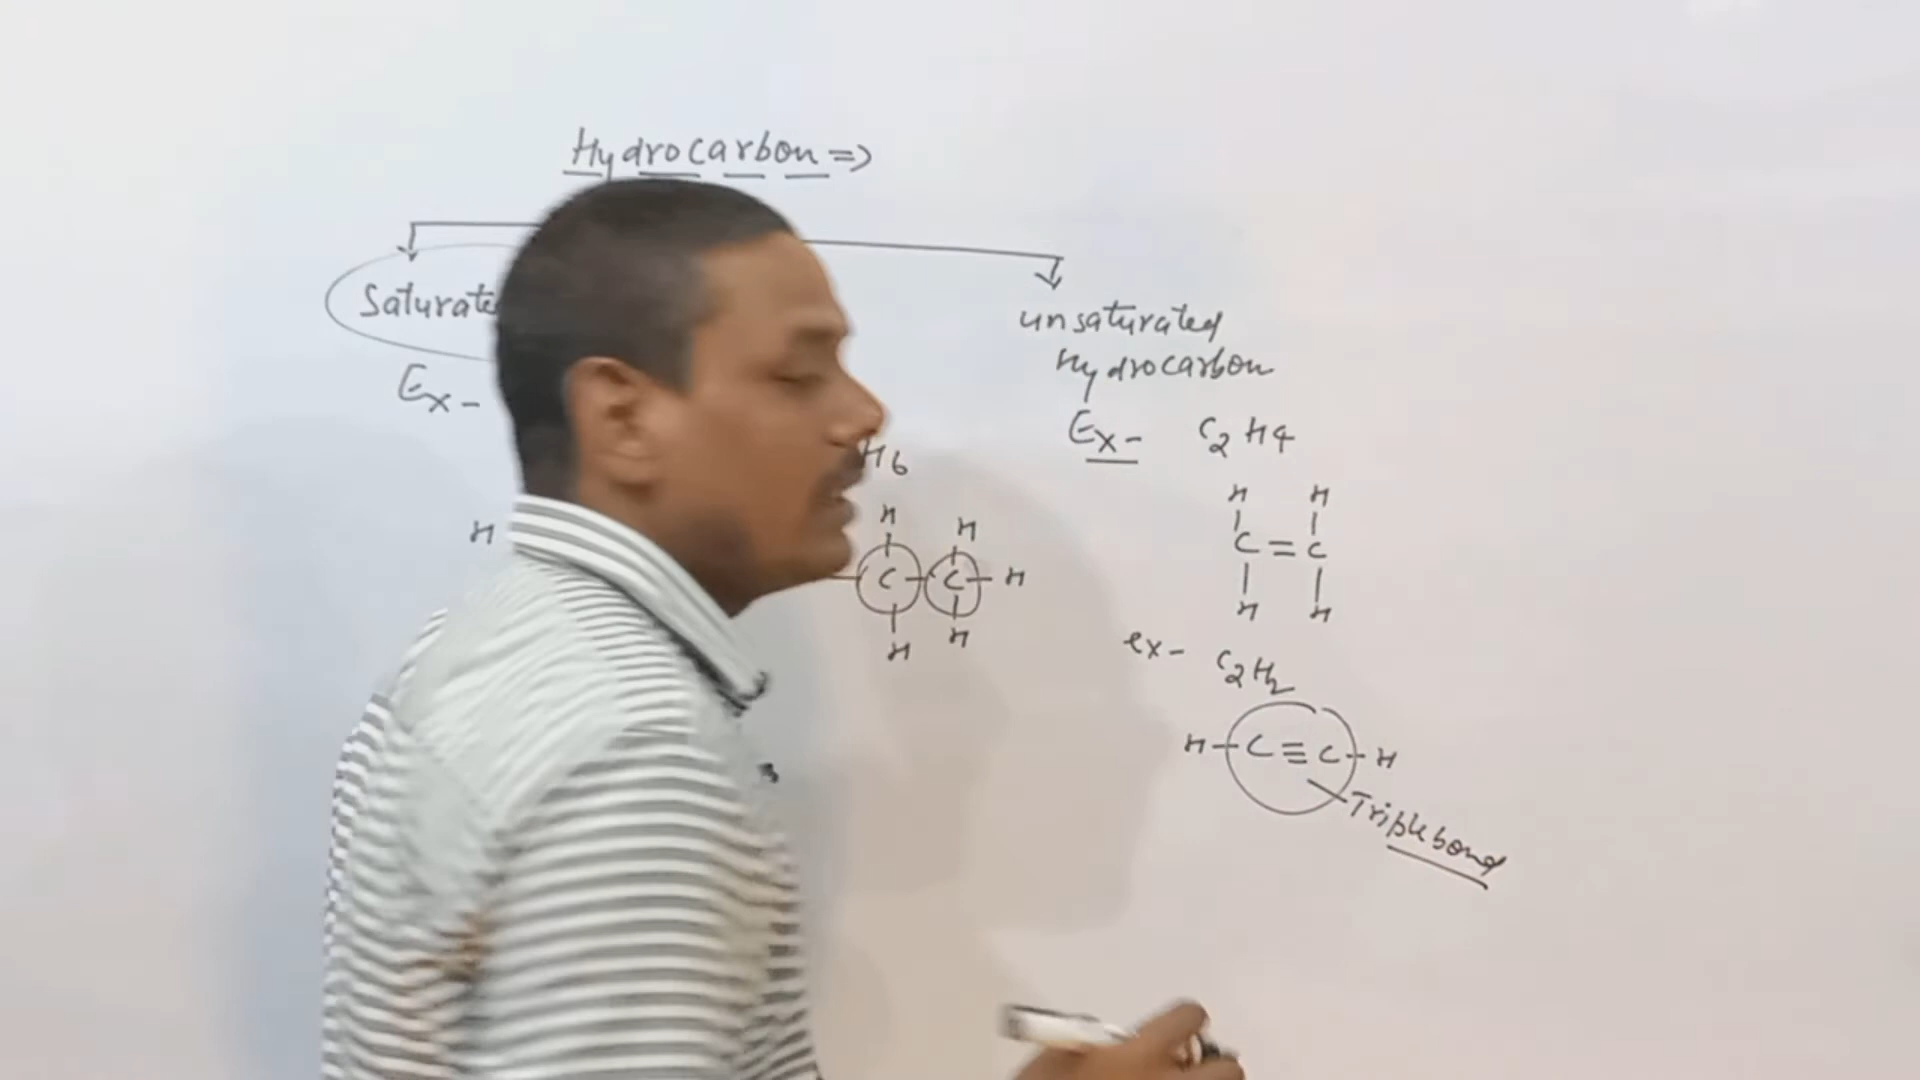 Hydrocarbon =>
Saturate
unsaturated
Hydrocarbon
Ex -
Ex - C2H4
H6
H H
C = C
H H
H
H H
C - C - H
H H
ex - C2H2
H - C ≡ C - H
Triple bond